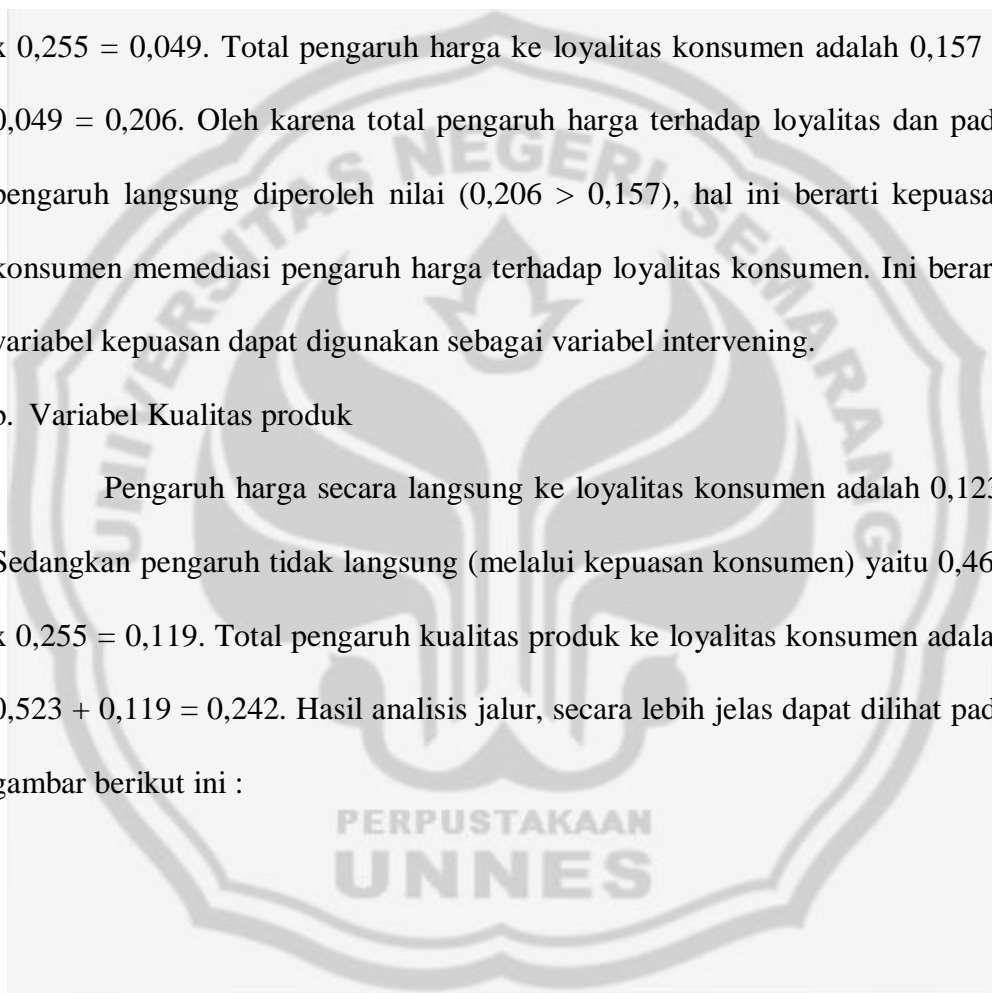 x 0,255 = 0,049. Total pengaruh harga ke loyalitas konsumen adalah 0,157
0,049 = 0,206. Oleh karena total pengaruh harga terhadap loyalitas dan pad
pengaruh langsung diperoleh nilai (0,206 > 0,157), hal ini berarti kepuasa
konsumen memediasi pengaruh harga terhadap loyalitas konsumen. Ini berar
variabel kepuasan dapat digunakan sebagai variabel intervening.
b. Variabel Kualitas produk
Pengaruh harga secara langsung ke loyalitas konsumen adalah 0,123
Sedangkan pengaruh tidak langsung (melalui kepuasan konsumen) yaitu 0,46
x 0,255 = 0,119. Total pengaruh kualitas produk ke loyalitas konsumen adala
0,523 + 0,119 = 0,242. Hasil analisis jalur, secara lebih jelas dapat dilihat pad
gambar berikut ini :
UNIVERSITAS NEGERI SEMARANG
PERPUSTAKAAN
UNNES